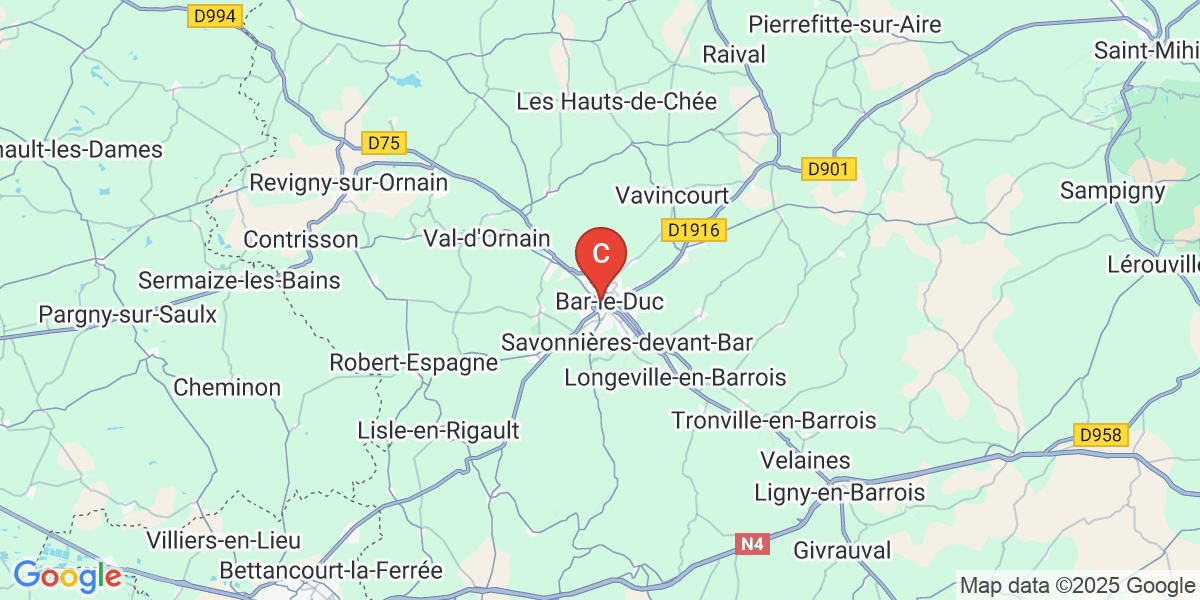 D994
Pierrefitte-sur-Aire
Raival
Saint-Mihi
Les Hauts-de-Chée
D75
nault-les-Dames
D901
Revigny-sur-Ornain
Vavincourt
Sampigny
D1916
Contrisson
Val-d'Ornain
C
Lérouville
Sermaize-les-Bains
Bar-le-Duc
Pargny-sur-Saulx
Savonnières-devant-Bar
Robert-Espagne
Longeville-en-Barrois
Cheminon
Tronville-en-Barrois
Lisle-en-Rigault
D958
Velaines
Ligny-en-Barrois
Villiers-en-Lieu
N4
Givrauval
Bettancourt-la-Ferrée
Google
Map data ©2025 Google